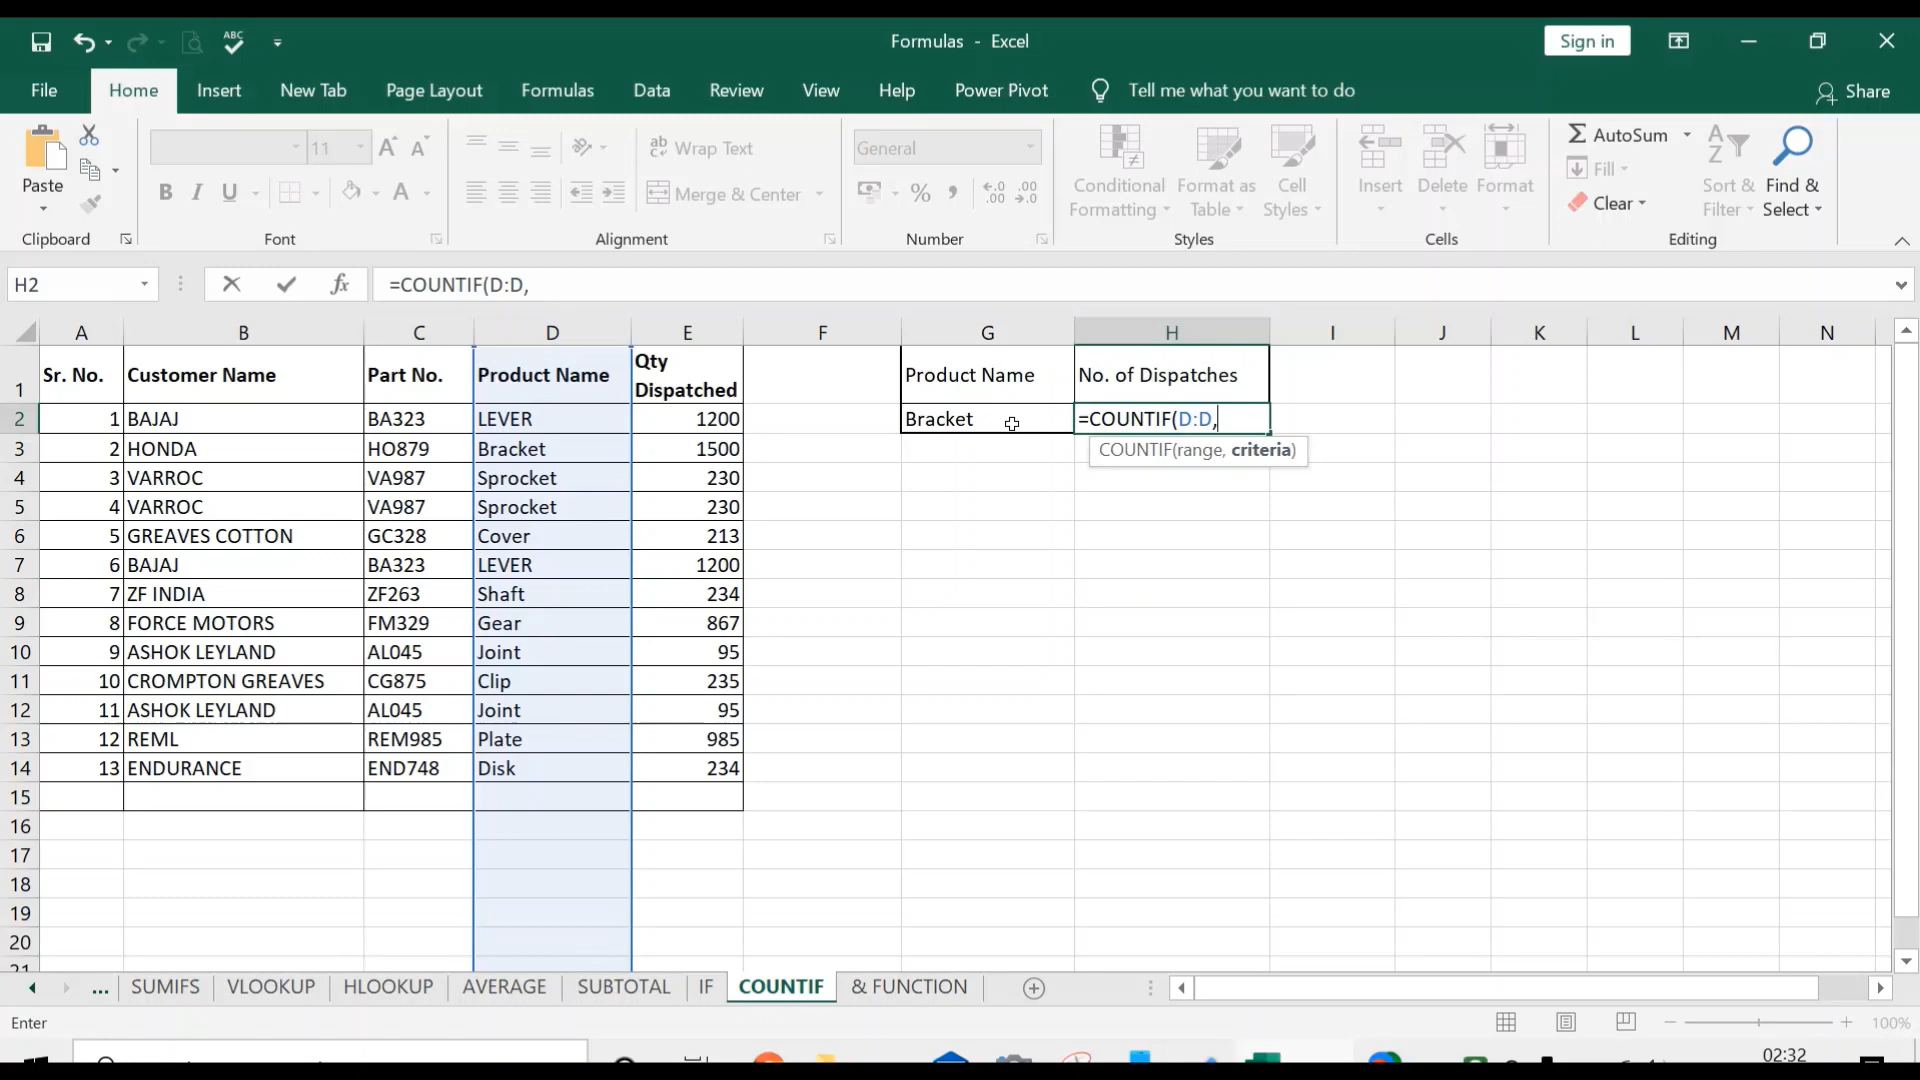 ABC
Formulas - Excel
Sign in
File Home Insert New Tab Page Layout Formulas Data Review View Help Power Pivot Tell me what you want to do Share
Paste
Clipboard
11 A A
B I U A
Font
ab Wrap Text
Merge & Center
Alignment
General
% , .00 .00
Number
Conditional Formatting
Format as Table
Cell Styles
Styles
Insert Delete Format
Cells
Σ AutoSum
Fill
Clear
Sort & Filter
Find & Select
Editing
H2 fx =COUNTIF(D:D,
A B C D E F G H I J K L M N
1 Sr. No. Customer Name Part No. Product Name Qty Dispatched Product Name No. of Dispatches
2 1 BAJAJ BA323 LEVER 1200 Bracket =COUNTIF(D:D,
COUNTIF(range, criteria)
3 2 HONDA HO879 Bracket 1500
4 3 VARROC VA987 Sprocket 230
5 4 VARROC VA987 Sprocket 230
6 5 GREAVES COTTON GC328 Cover 213
7 6 BAJAJ BA323 LEVER 1200
8 7 ZF INDIA ZF263 Shaft 234
9 8 FORCE MOTORS FM329 Gear 867
10 9 ASHOK LEYLAND AL045 Joint 95
11 10 CROMPTON GREAVES CG875 Clip 235
12 11 ASHOK LEYLAND AL045 Joint 95
13 12 REML REM985 Plate 985
14 13 ENDURANCE END748 Disk 234
15
16
17
18
19
20
21
... SUMIFS VLOOKUP HLOOKUP AVERAGE SUBTOTAL IF COUNTIF & FUNCTION
Enter 100%
02:32